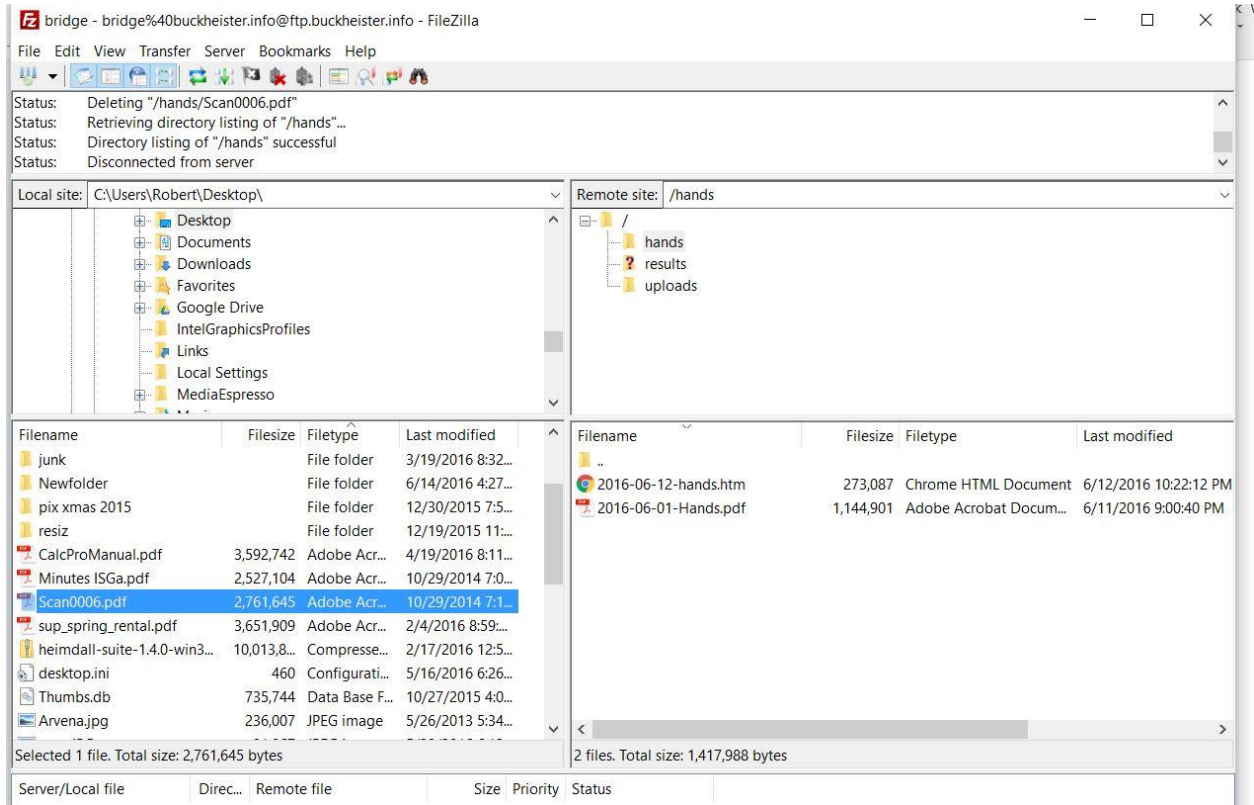 bridge - bridge%40buckheister.info@ftp.buckheister.info - FileZilla
File Edit View Transfer Server Bookmarks Help
Status: Deleting "/hands/Scan0006.pdf"
Status: Retrieving directory listing of "/hands"...
Status: Directory listing of "/hands" successful
Status: Disconnected from server
Local site: C:\Users\Robert\Desktop\
Desktop
Documents
Downloads
Favorites
Google Drive
IntelGraphicsProfiles
Links
Local Settings
MediaEspresso
Remote site: /hands
/
hands
? results
uploads
Filename Filesize Filetype Last modified
junk File folder 3/19/2016 8:32...
Newfolder File folder 6/14/2016 4:27...
pix xmas 2015 File folder 12/30/2015 7:5...
resiz File folder 12/19/2015 11:...
CalcProManual.pdf 3,592,742 Adobe Acr... 4/19/2016 8:11...
Minutes ISGa.pdf 2,527,104 Adobe Acr... 10/29/2014 7:0...
Scan0006.pdf 2,761,645 Adobe Acr... 10/29/2014 7:1...
sup_spring_rental.pdf 3,651,909 Adobe Acr... 2/4/2016 8:59:...
heimdall-suite-1.4.0-win3... 10,013,8... Compresse... 2/17/2016 12:5...
desktop.ini 460 Configurati... 5/16/2016 6:26...
Thumbs.db 735,744 Data Base F... 10/27/2015 4:0...
Arvena.jpg 236,007 JPEG image 5/26/2013 5:34...
Selected 1 file. Total size: 2,761,645 bytes
Filename Filesize Filetype Last modified
..
2016-06-12-hands.htm 273,087 Chrome HTML Document 6/12/2016 10:22:12 PM
2016-06-01-Hands.pdf 1,144,901 Adobe Acrobat Docum... 6/11/2016 9:00:40 PM
2 files. Total size: 1,417,988 bytes
Server/Local file Direc... Remote file Size Priority Status